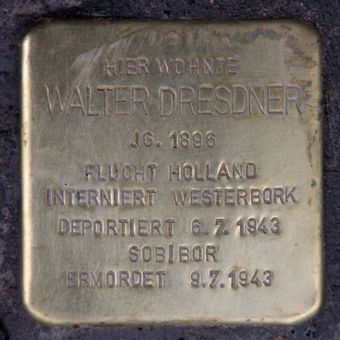 HIER WOHNTE
WALTER DRESDNER
JG. 1896
FLUCHT HOLLAND
INTERNIERT WESTERBORK
DEPORTIERT 6.7.1943
SOBIBOR
ERMORDET 9.7.1943